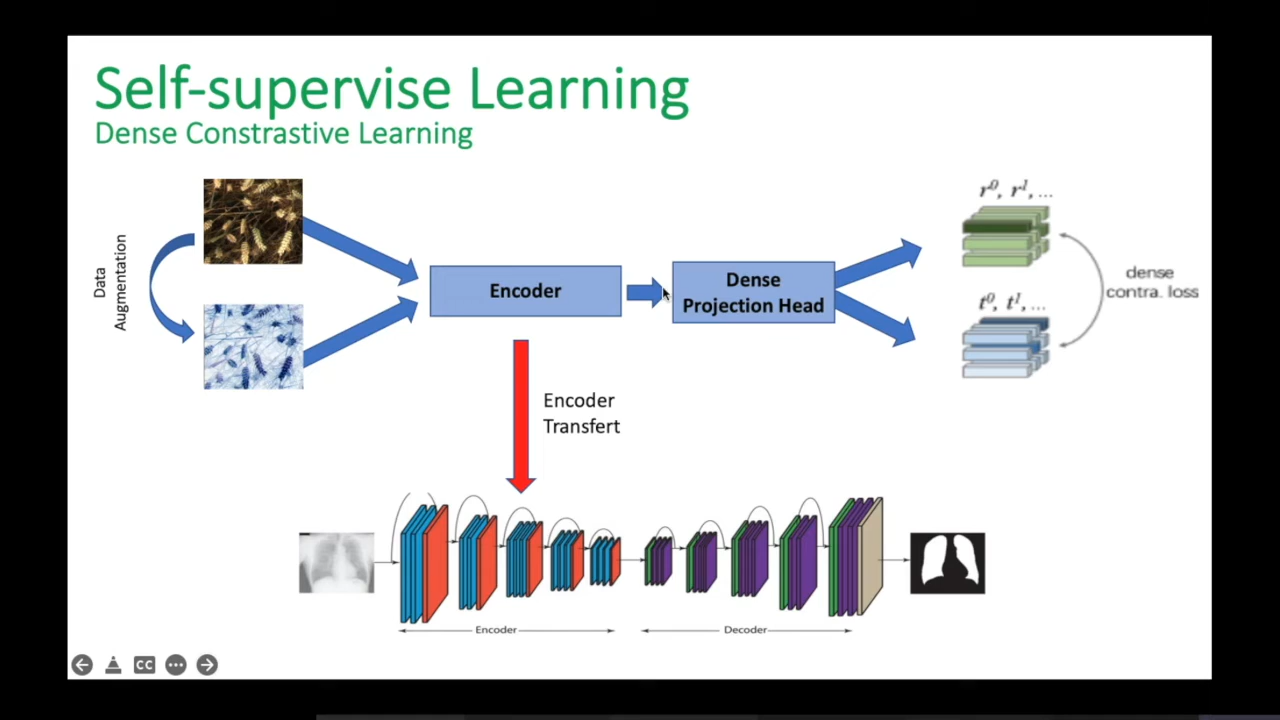 Self-supervise Learning
Dense Constrastive Learning
Data
Augmentation
Encoder
Dense
Projection Head
r⁰, r¹, ...
t⁰, t¹, ...
dense
contra. loss
Encoder
Transfert
Encoder
Decoder
CC